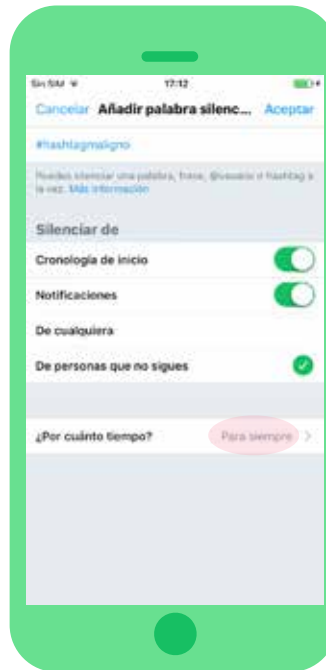 Sin SIM 17:12
Cancelar Añadir palabra silenc... Aceptar
#hashtagmaligno
Puedes silenciar una palabra, frase, @usuario o hashtag a
la vez. Más información
Silenciar de
Cronología de inicio
Notificaciones
De cualquiera
De personas que no sigues
¿Por cuánto tiempo? Para siempre